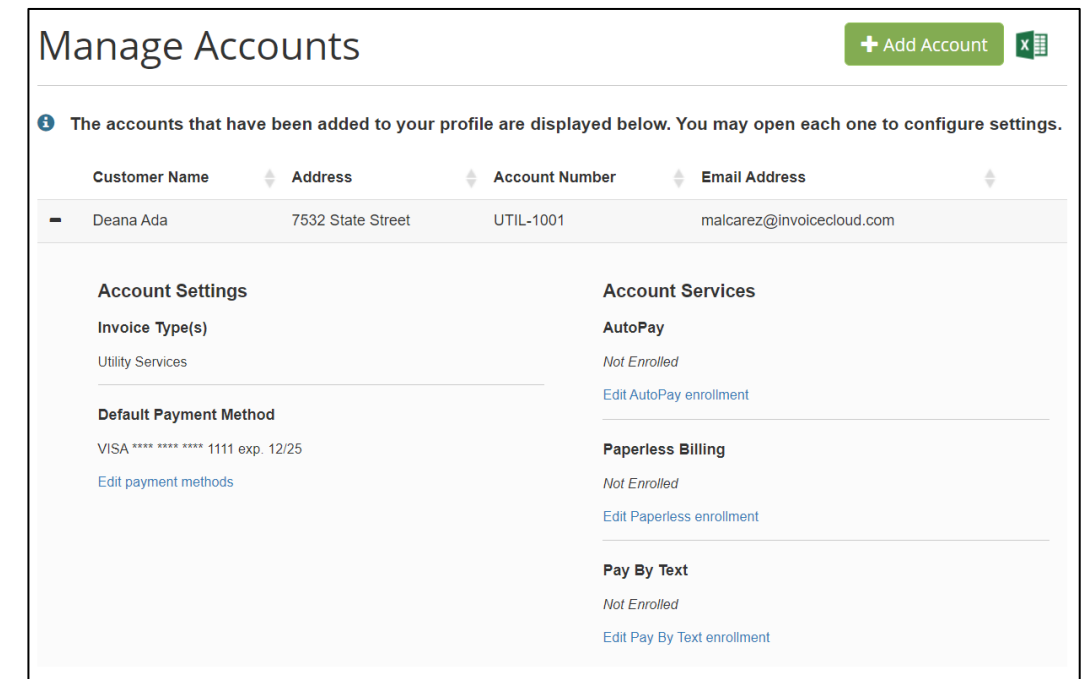 Manage Accounts
+ Add Account
The accounts that have been added to your profile are displayed below. You may open each one to configure settings.
Customer Name Address Account Number Email Address
Deana Ada 7532 State Street UTIL-1001 malcarez@invoicecloud.com
Account Settings
Invoice Type(s)
Utility Services
Default Payment Method
VISA **** **** **** 1111 exp. 12/25
Edit payment methods
Account Services
AutoPay
Not Enrolled
Edit AutoPay enrollment
Paperless Billing
Not Enrolled
Edit Paperless enrollment
Pay By Text
Not Enrolled
Edit Pay By Text enrollment